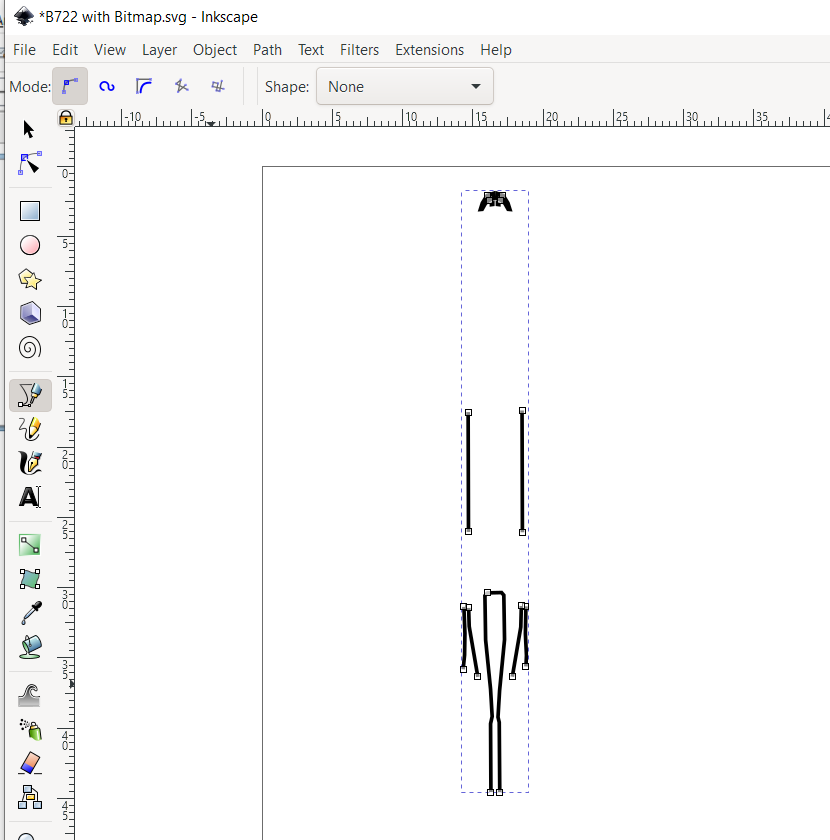 *B722 with Bitmap.svg - Inkscape
File Edit View Layer Object Path Text Filters Extensions Help
Mode: Shape: None
-10 -5 0 5 10 15 20 25 30 35
0
5
10
15
20
25
30
35
40
45